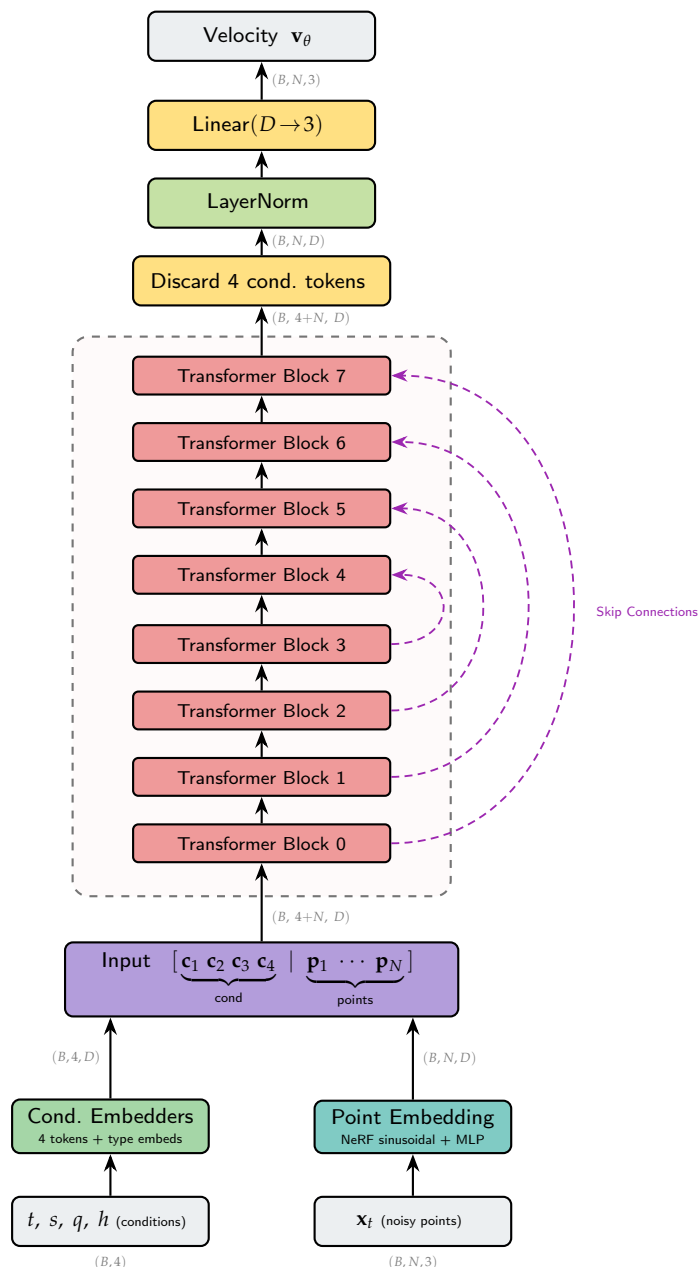 Velocity v_θ
(B, N, 3)
Linear(D→3)
LayerNorm
(B, N, D)
Discard 4 cond. tokens
(B, 4+N, D)
Transformer Block 7
Transformer Block 6
Transformer Block 5
Transformer Block 4
Skip Connections
Transformer Block 3
Transformer Block 2
Transformer Block 1
Transformer Block 0
(B, 4+N, D)
Input [c₁ c₂ c₃ c₄ | p₁ ⋯ p_N]
cond points
(B, 4, D) (B, N, D)
Cond. Embedders
4 tokens + type embeds
Point Embedding
NeRF sinusoidal + MLP
t, s, q, h (conditions)
x_t (noisy points)
(B, 4) (B, N, 3)